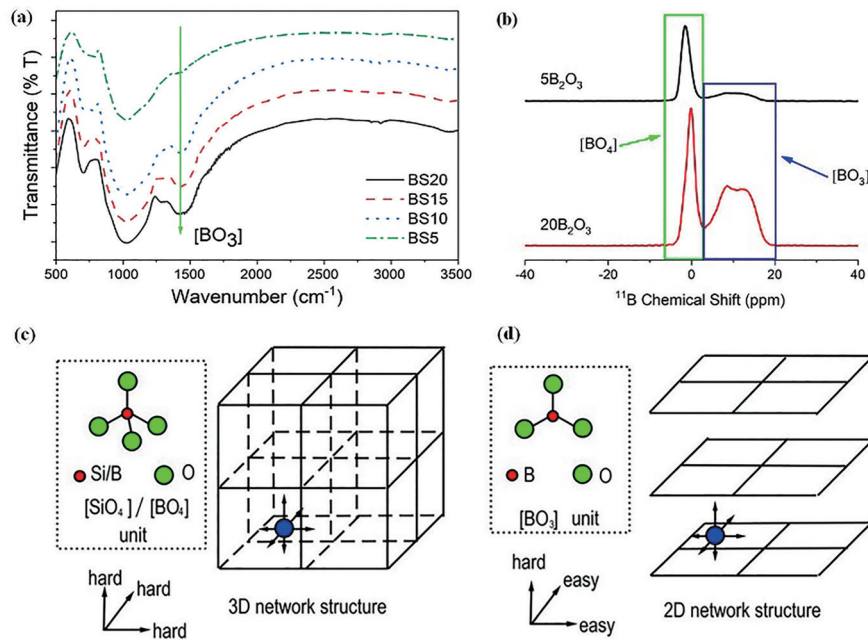 (a)
Transmittance (% T)
[BO₃]
BS20
BS15
BS10
BS5
500 1000 1500 2000 2500 3000 3500
Wavenumber (cm⁻¹)
(b)
5B₂O₃
[BO₄]
[BO₃]
20B₂O₃
-40 -20 0 20 40
¹¹B Chemical Shift (ppm)
(c)
Si/B O
[SiO₄] / [BO₄]
unit
hard
hard
hard
3D network structure
(d)
B O
[BO₃] unit
hard
easy
easy
2D network structure